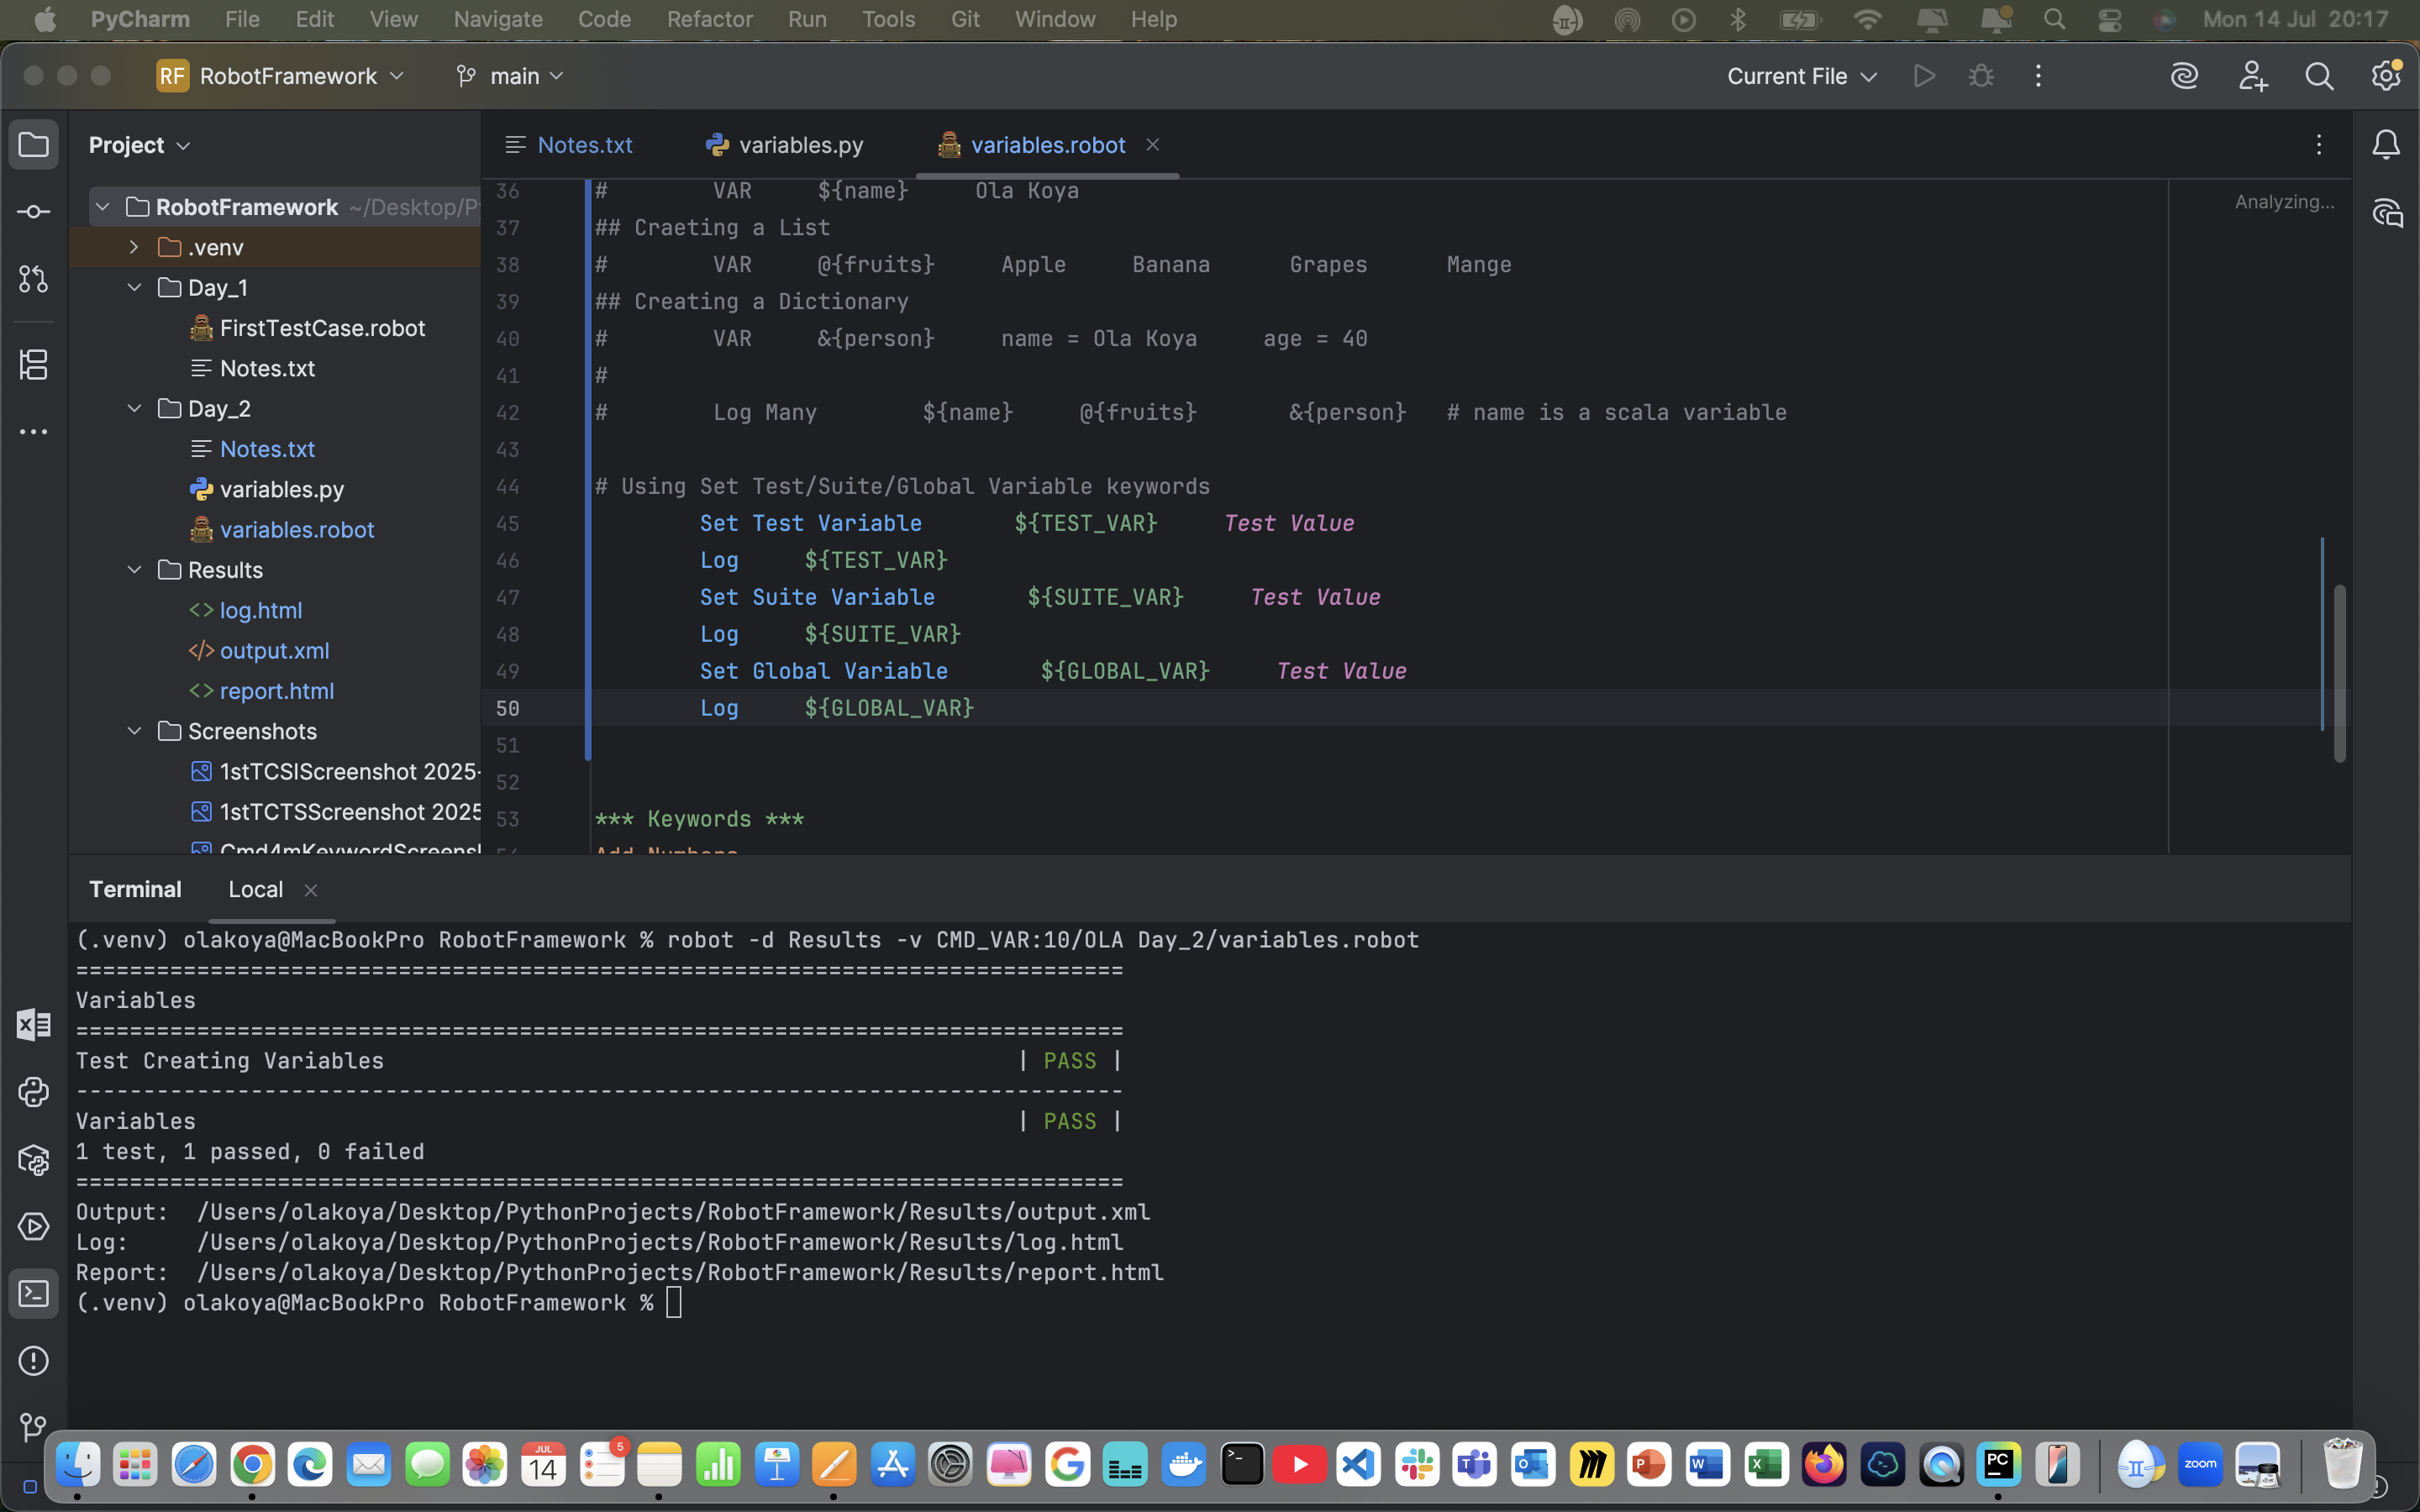 PyCharm File Edit View Navigate Code Refactor Run Tools Git Window Help Mon 14 Jul 20:17
RF RobotFramework main Current File
Project
Notes.txt variables.py variables.robot
RobotFramework ~/Desktop/P
.venv
Day_1
FirstTestCase.robot
Notes.txt
Day_2
Notes.txt
variables.py
variables.robot
Results
log.html
output.xml
report.html
Screenshots
1stTCSlScreenshot 2025-
1stTCTSScreenshot 2025
Cmd4mKeywordScreensl
Analyzing...
36 # VAR ${name} Ola Koya
37 ## Craeting a List
38 # VAR @{fruits} Apple Banana Grapes Mange
39 ## Creating a Dictionary
40 # VAR &{person} name = Ola Koya age = 40
41 #
42 # Log Many ${name} @{fruits} &{person} # name is a scala variable
43
44 # Using Set Test/Suite/Global Variable keywords
45 Set Test Variable ${TEST_VAR} Test Value
46 Log ${TEST_VAR}
47 Set Suite Variable ${SUITE_VAR} Test Value
48 Log ${SUITE_VAR}
49 Set Global Variable ${GLOBAL_VAR} Test Value
50 Log ${GLOBAL_VAR}
51
52
53 *** Keywords ***
54 Add Numbers
Terminal Local
(.venv) olakoya@MacBookPro RobotFramework % robot -d Results -v CMD_VAR:10/OLA Day_2/variables.robot
==============================================================================
Variables
==============================================================================
Test Creating Variables | PASS |
------------------------------------------------------------------------------
Variables | PASS |
1 test, 1 passed, 0 failed
==============================================================================
Output: /Users/olakoya/Desktop/PythonProjects/RobotFramework/Results/output.xml
Log: /Users/olakoya/Desktop/PythonProjects/RobotFramework/Results/log.html
Report: /Users/olakoya/Desktop/PythonProjects/RobotFramework/Results/report.html
(.venv) olakoya@MacBookPro RobotFramework %
JUL
14
5
PC
zoom